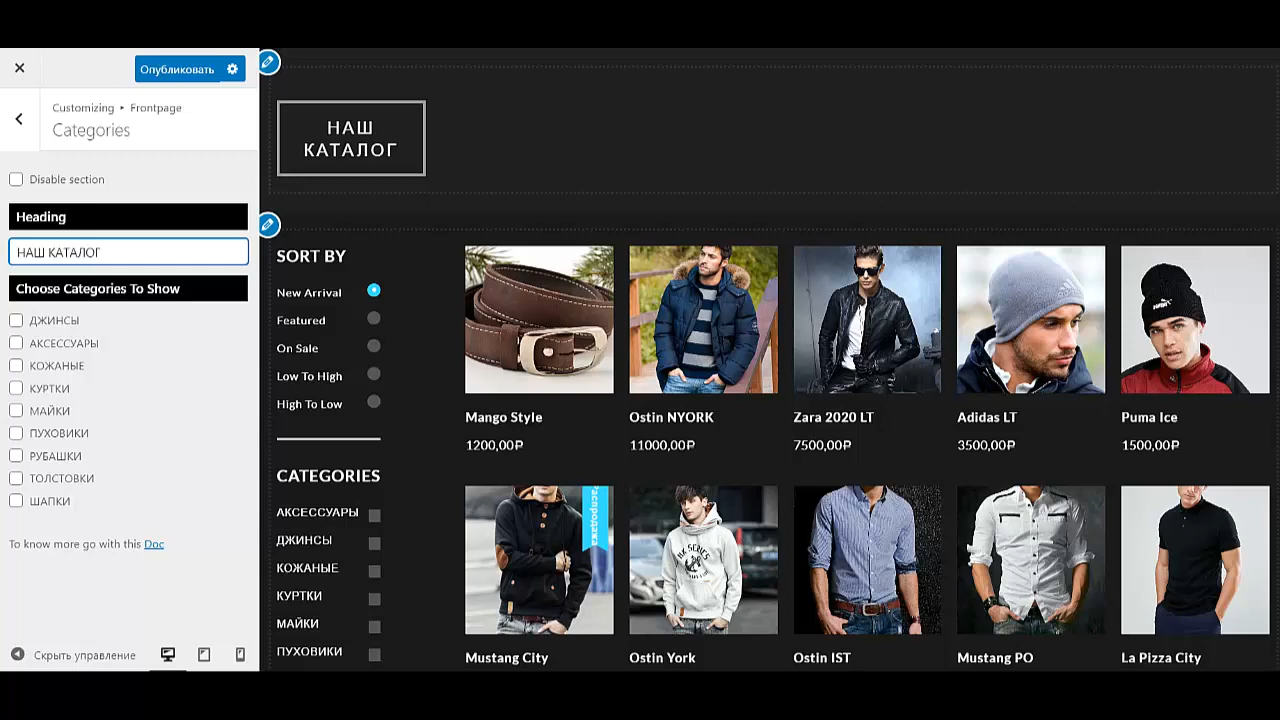 Опубликовать
Customizing ▸ Frontpage
Categories
Disable section
Heading
НАШ КАТАЛОГ
Choose Categories To Show
ДЖИНСЫ
АКСЕССУАРЫ
КОЖАНЫЕ
КУРТКИ
МАЙКИ
ПУХОВИКИ
РУБАШКИ
ТОЛСТОВКИ
ШАПКИ
To know more go with this Doc
Скрыть управление
НАШ
КАТАЛОГ
SORT BY
New Arrival
Featured
On Sale
Low To High
High To Low
CATEGORIES
АКСЕССУАРЫ
ДЖИНСЫ
КОЖАНЫЕ
КУРТКИ
МАЙКИ
ПУХОВИКИ
Mango Style
1200,00₽
Ostin NYORK
11000,00₽
Zara 2020 LT
7500,00₽
Adidas LT
3500,00₽
Puma Ice
1500,00₽
Распродажа
Mustang City
Ostin York
Ostin IST
Mustang PO
La Pizza City